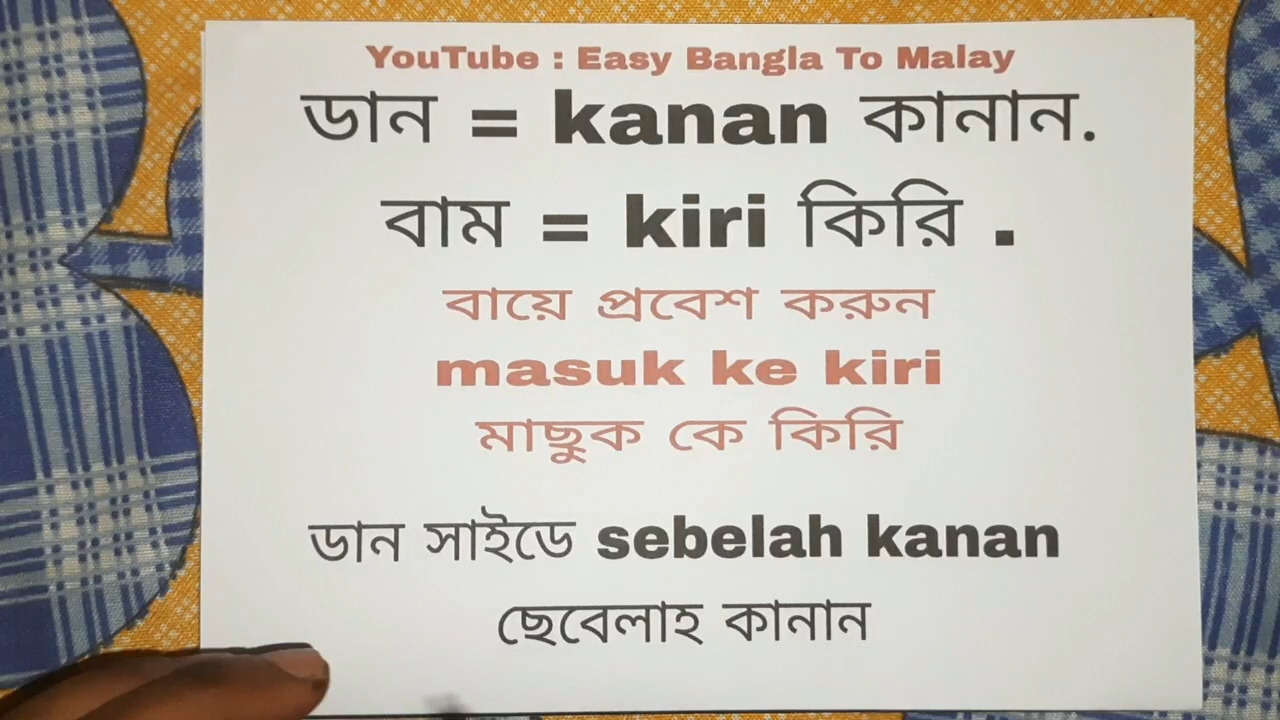 YouTube : Easy Bangla To Malay
ডান = kanan কানান.
বাম = kiri কিরি .
বায়ে প্রবেশ করুন
masuk ke kiri
মাছুক কে কিরি
ডান সাইডে sebelah kanan
ছেবেলাহ কানান